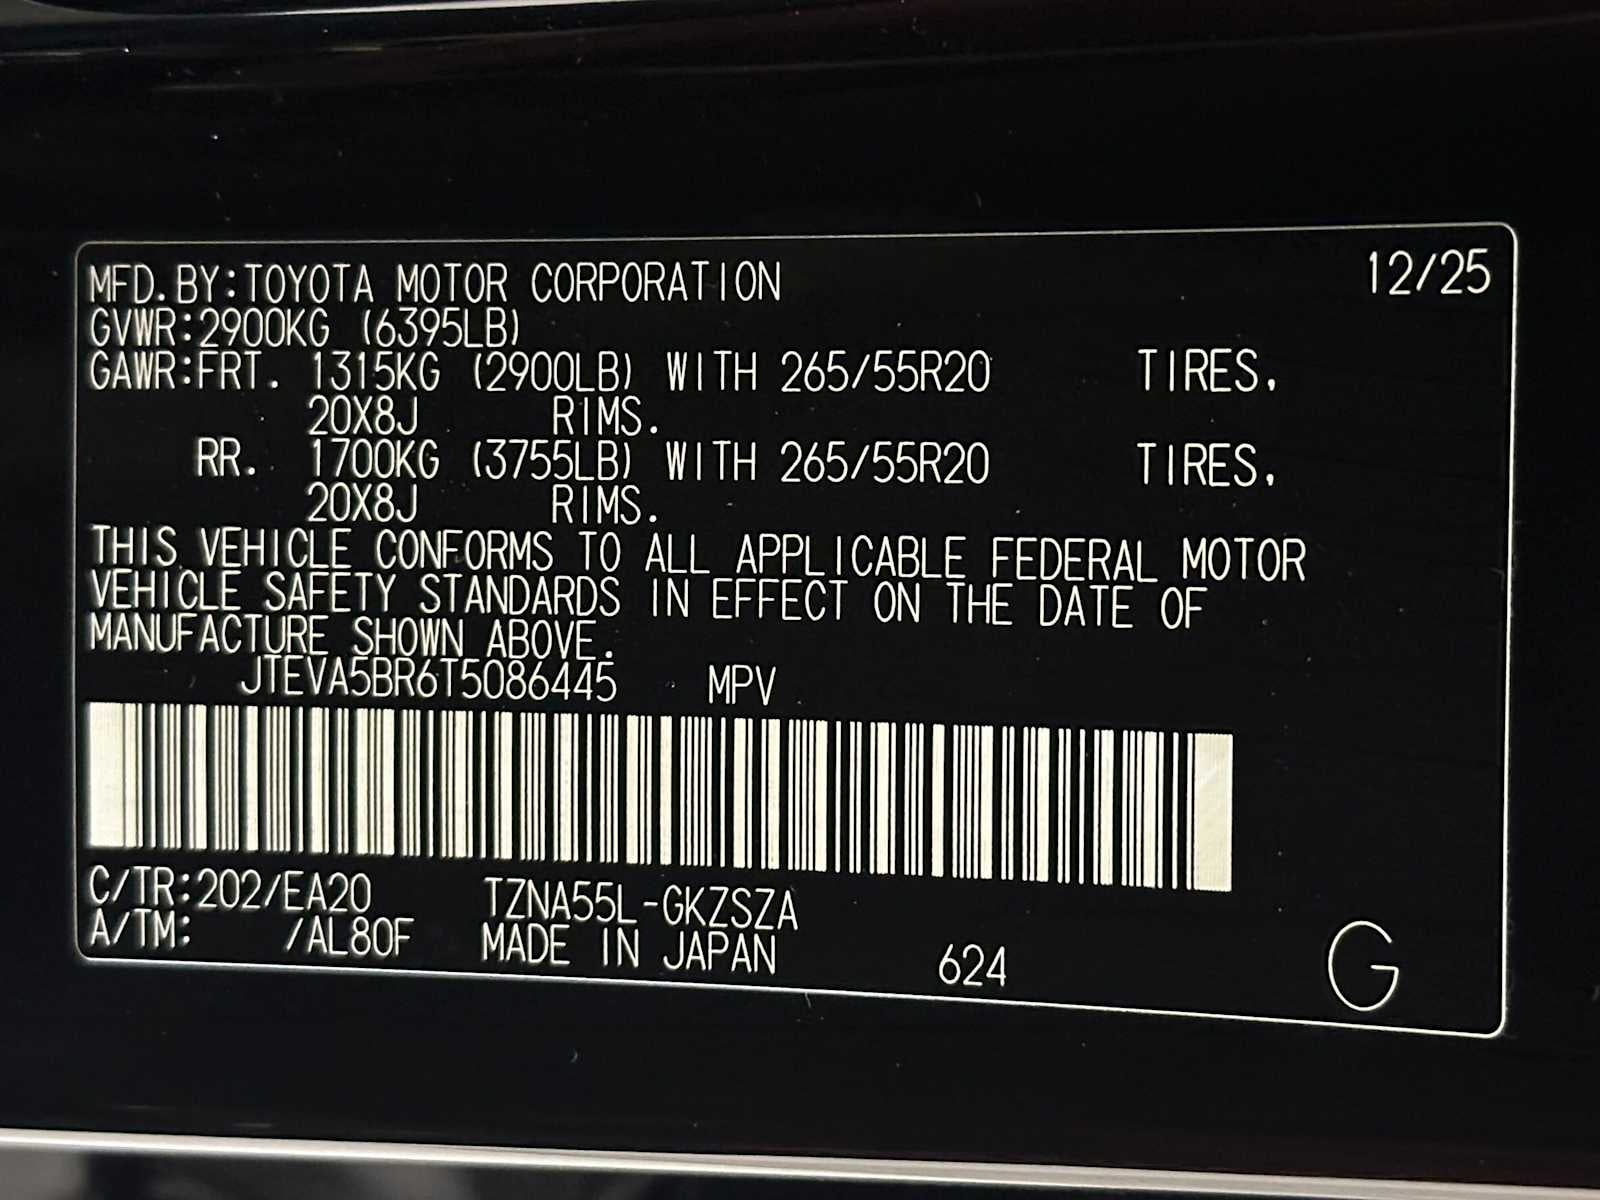 MFD.BY:TOYOTA MOTOR CORPORATION 12/25
GVWR:2900KG (6395LB)
GAWR:FRT. 1315KG (2900LB) WITH 265/55R20 TIRES,
20X8J RIMS.
RR. 1700KG (3755LB) WITH 265/55R20 TIRES,
20X8J RIMS.
THIS VEHICLE CONFORMS TO ALL APPLICABLE FEDERAL MOTOR
VEHICLE SAFETY STANDARDS IN EFFECT ON THE DATE OF
MANUFACTURE SHOWN ABOVE.
JTEVA5BR6T5086445 MPV
C/TR:202/EA20 TZNA55L-GKZSZA
A/TM: /AL80F MADE IN JAPAN 624 G